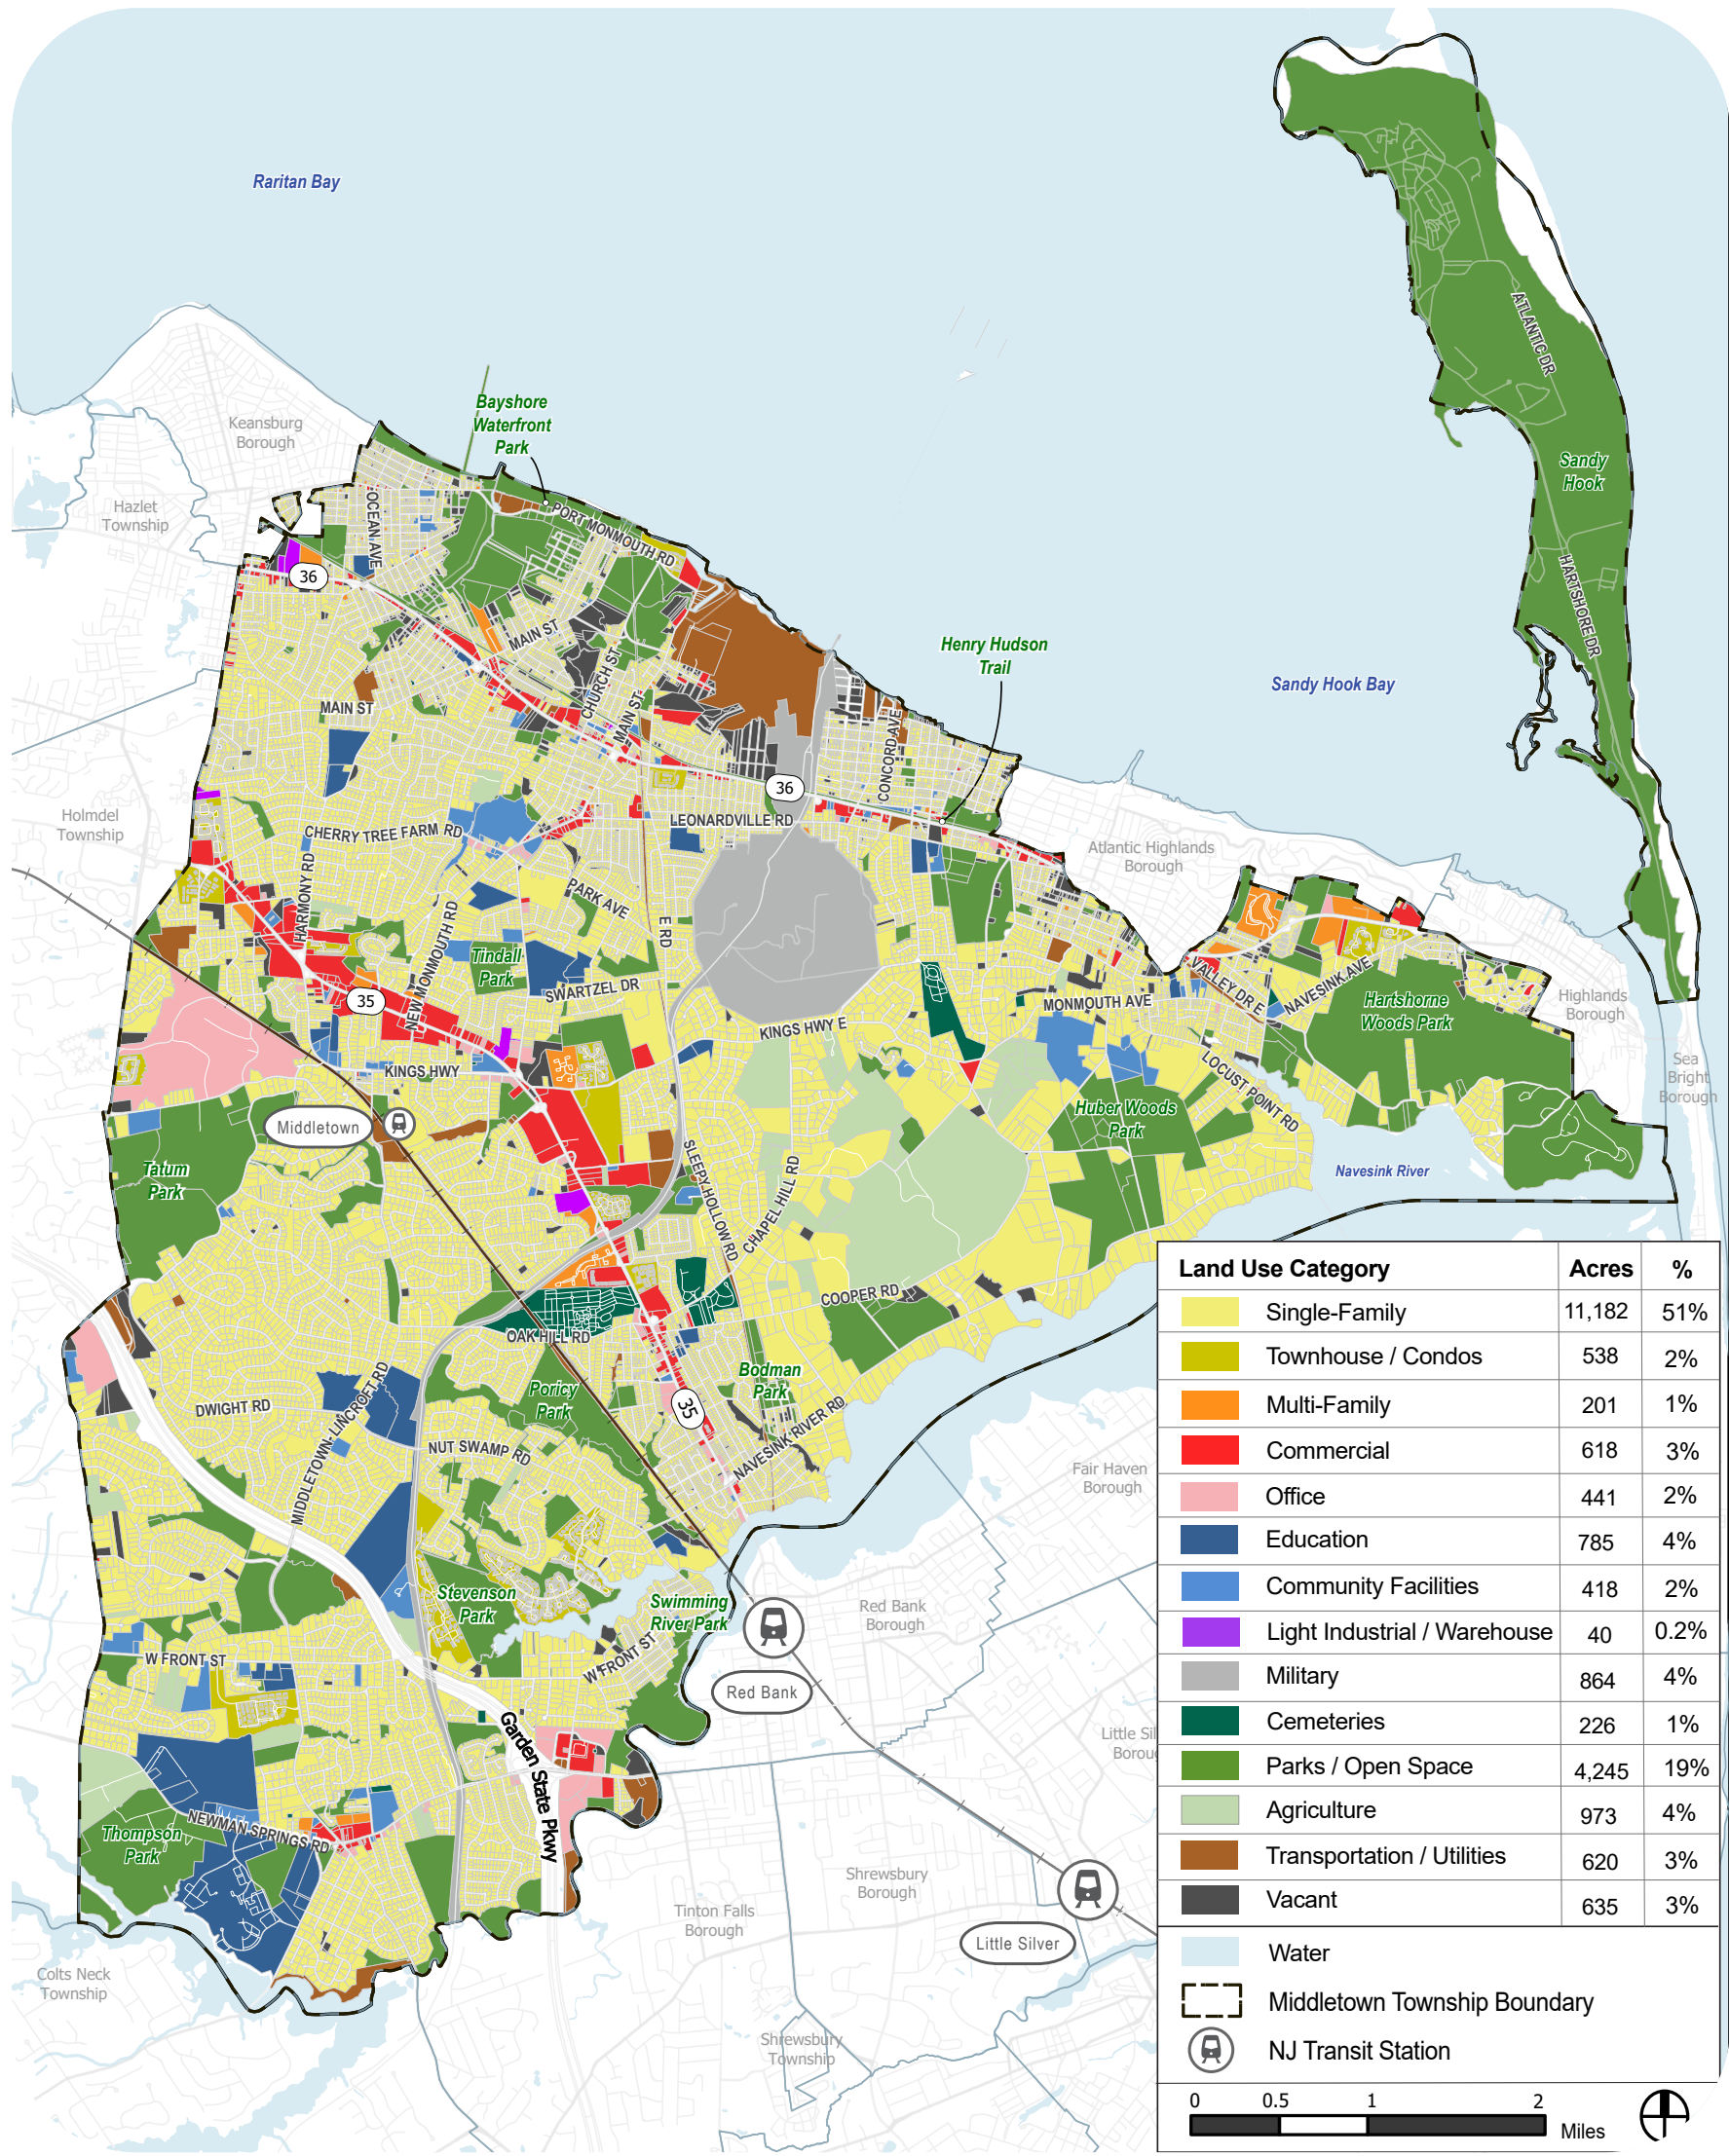 Raritan Bay
Keansburg
Borough
Bayshore
Waterfront
Park
Hazlet
Township
OCEAN AVE
PORT MONMOUTH RD
36
MAIN ST
CHURCH ST
MAIN ST
MAIN ST
Henry Hudson
Trail
Sandy Hook Bay
ATLANTIC DR
Sandy
Hook
HARTSHORE DR
CONCORD AVE
36
Holmdel
Township
CHERRY TREE FARM RD
LEONARDVILLE RD
Atlantic Highlands
Borough
HARMONY RD
PARK AVE
NEW MONMOUTH RD
E RD
Tindall
Park
SWARTZEL DR
35
MONMOUTH AVE
VALLEY DR E
NAVESINK AVE
Hartshorne
Woods Park
Highlands
Borough
KINGS HWY E
KINGS HWY
LOCUST POINT RD
Sea
Bright
Borough
Middletown
Huber Woods
Park
Tatum
Park
SLEEPY HOLLOW RD
CHAPEL HILL RD
Navesink River
COOPER RD
OAK HILL RD
Bodman
Park
Poricy
Park
35
DWIGHT RD
MIDDLETOWN-LINCROFT RD
NUT SWAMP RD
NAVESINK RIVER RD
Fair Haven
Borough
Stevenson
Park
Swimming
River Park
Red Bank
Borough
W FRONT ST
W FRONT ST
Red Bank
Garden State Pkwy
Little Sil
Borou
NEWMAN SPRINGS RD
Thompson
Park
Shrewsbury
Borough
Tinton Falls
Borough
Little Silver
Colts Neck
Township
Shrewsbury
Township
Land Use Category Acres %
Single-Family 11,182 51%
Townhouse / Condos 538 2%
Multi-Family 201 1%
Commercial 618 3%
Office 441 2%
Education 785 4%
Community Facilities 418 2%
Light Industrial / Warehouse 40 0.2%
Military 864 4%
Cemeteries 226 1%
Parks / Open Space 4,245 19%
Agriculture 973 4%
Transportation / Utilities 620 3%
Vacant 635 3%
Water
Middletown Township Boundary
NJ Transit Station
0 0.5 1 2
Miles